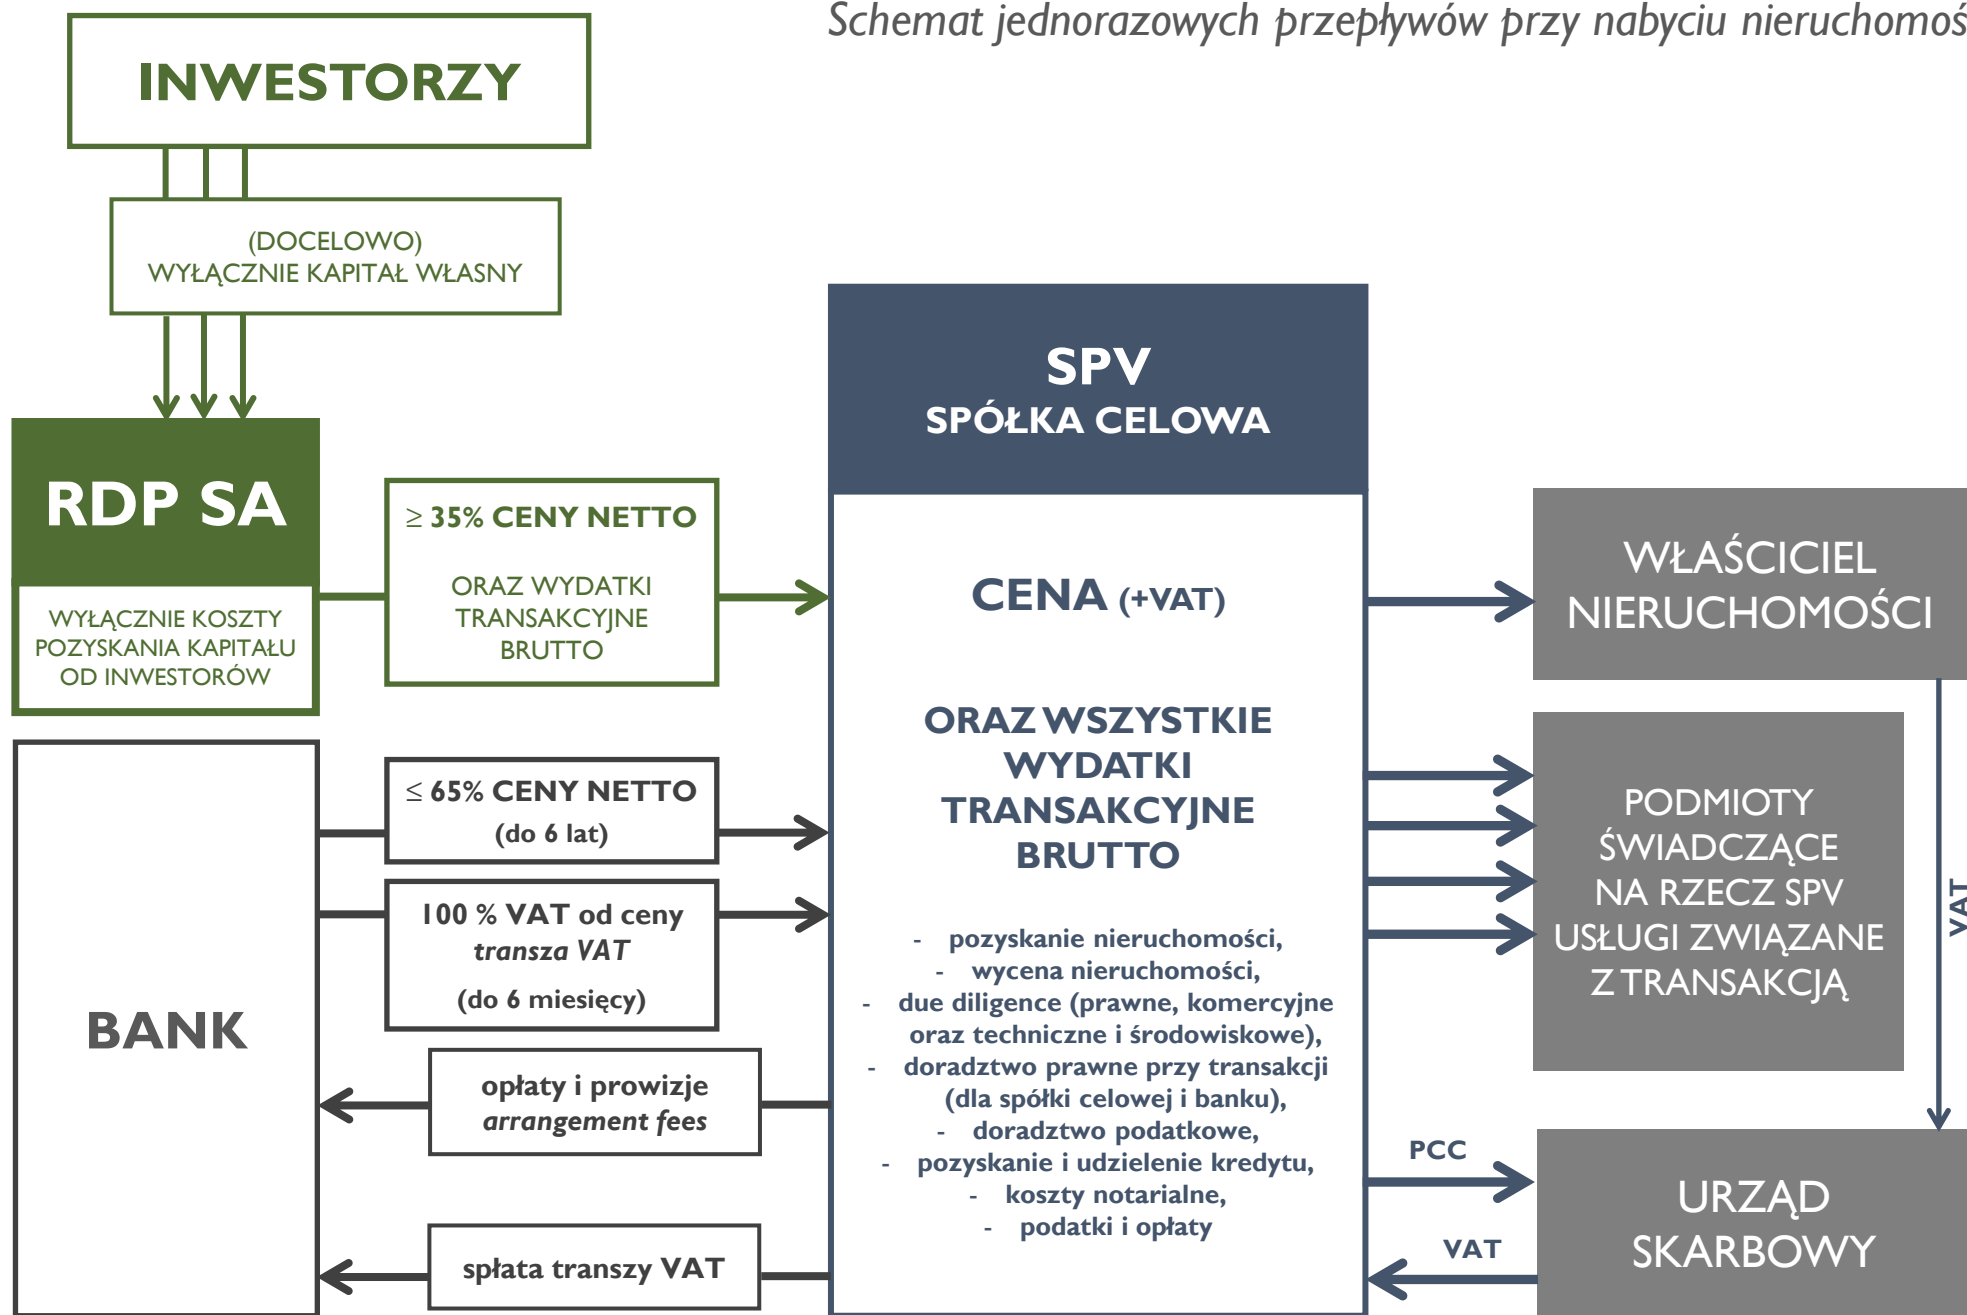 Schemat jednorazowych przepływów przy nabyciu nieruchomoś
INWESTORZY
(DOCELOWO)
WYŁĄCZNIE KAPITAŁ WŁASNY
RDP SA
WYŁĄCZNIE KOSZTY
POZYSKANIA KAPITAŁU
OD INWESTORÓW
≥ 35% CENY NETTO
ORAZ WYDATKI
TRANSAKCYJNE
BRUTTO
BANK
≤ 65% CENY NETTO
(do 6 lat)
100 % VAT od ceny
transza VAT
(do 6 miesięcy)
opłaty i prowizje
arrangement fees
spłata transzy VAT
SPV
SPÓŁKA CELOWA
CENA (+VAT)
ORAZ WSZYSTKIE
WYDATKI
TRANSAKCYJNE
BRUTTO
- pozyskanie nieruchomości,
- wycena nieruchomości,
- due diligence (prawne, komercyjne
oraz techniczne i środowiskowe),
- doradztwo prawne przy transakcji
(dla spółki celowej i banku),
- doradztwo podatkowe,
- pozyskanie i udzielenie kredytu,
- koszty notarialne,
- podatki i opłaty
WŁAŚCICIEL
NIERUCHOMOŚCI
PODMIOTY
ŚWIADCZĄCE
NA RZECZ SPV
USŁUGI ZWIĄZANE
Z TRANSAKCJĄ
VAT
PCC
VAT
URZĄD
SKARBOWY